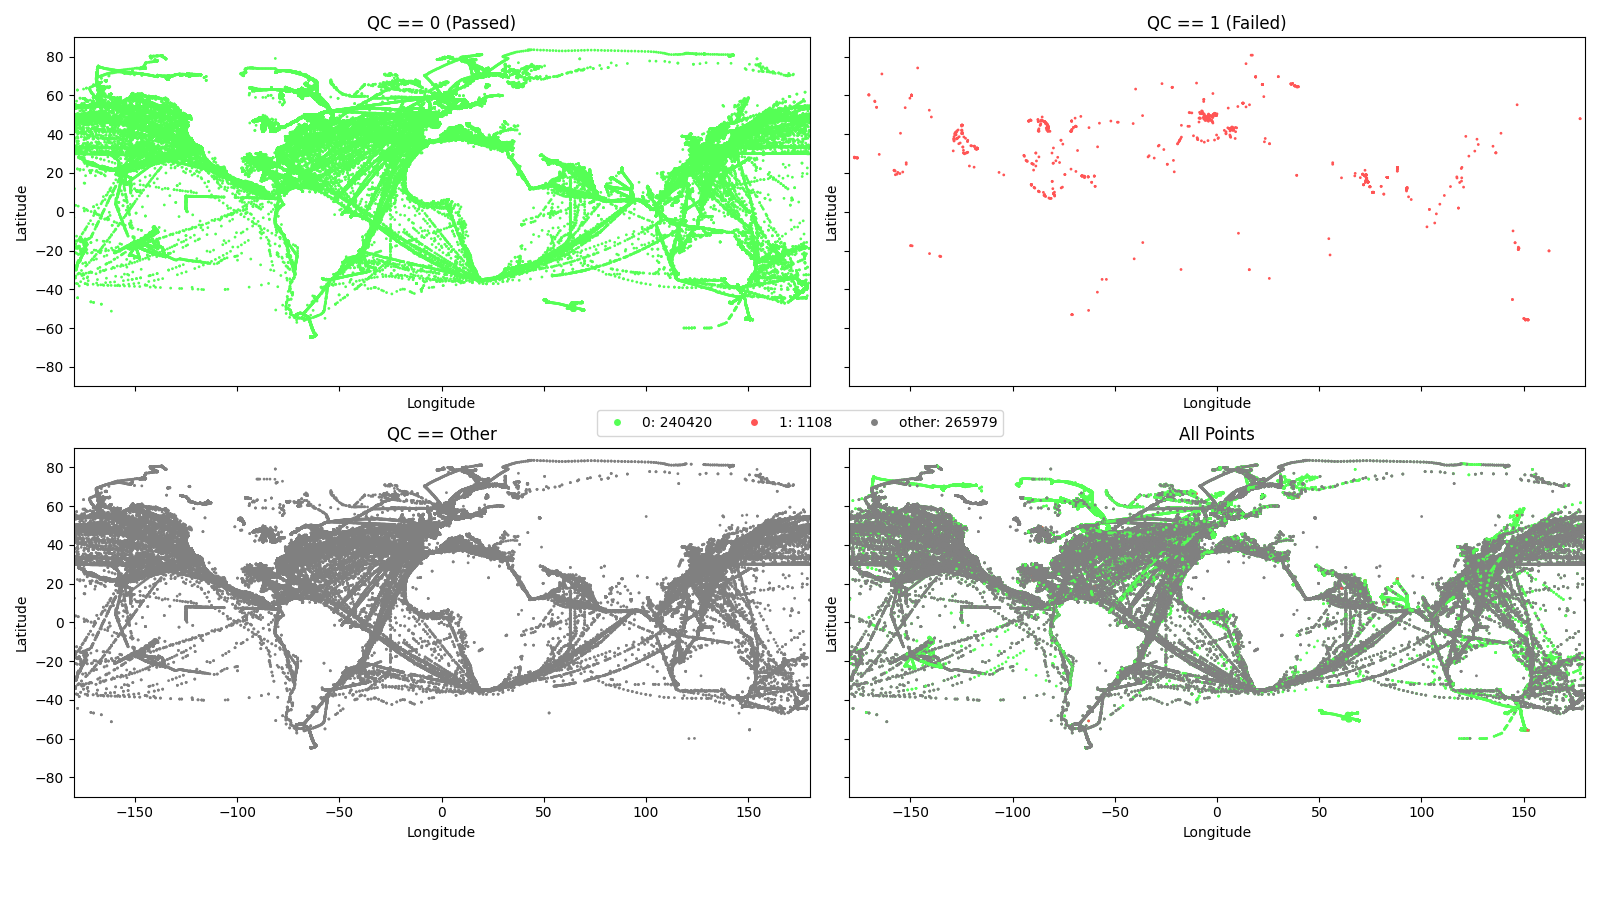 QC == 0 (Passed)
QC == 1 (Failed)
80
60
40
20
0
−20
−40
−60
−80
Latitude
Latitude
Longitude
Longitude
0: 240420 1: 1108 other: 265979
QC == Other
All Points
80
60
40
20
0
−20
−40
−60
−80
Latitude
Latitude
−150 −100 −50 0 50 100 150
−150 −100 −50 0 50 100 150
Longitude
Longitude